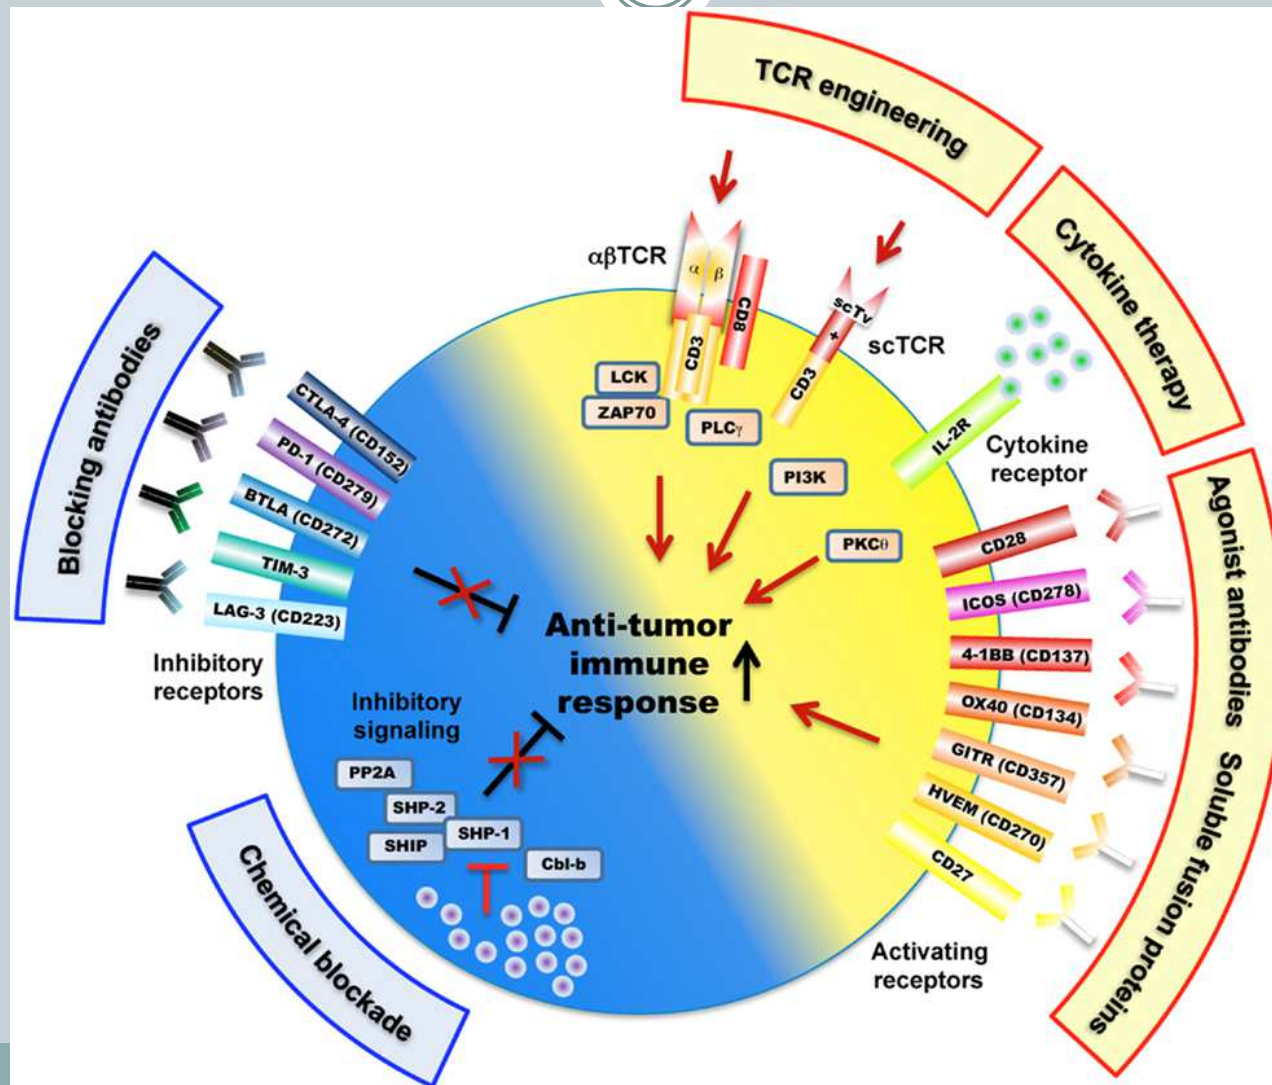 TCR engineering
Cytokine therapy
Agonist antibodies Soluble fusion proteins
Blocking antibodies
Chemical blockade
αβTCR
α
β
CD8
CD3
scTv
+
CD3
scTCR
LCK
ZAP70
PLCγ
PI3K
PKCθ
IL-2R
Cytokine
receptor
CTLA-4 (CD152)
PD-1 (CD279)
BTLA (CD272)
TIM-3
LAG-3 (CD223)
Inhibitory
receptors
CD28
ICOS (CD278)
4-1BB (CD137)
OX40 (CD134)
GITR (CD357)
HVEM (CD270)
CD27
Activating
receptors
Anti-tumor
immune
response
Inhibitory
signaling
PP2A
SHP-2
SHP-1
SHIP
Cbl-b